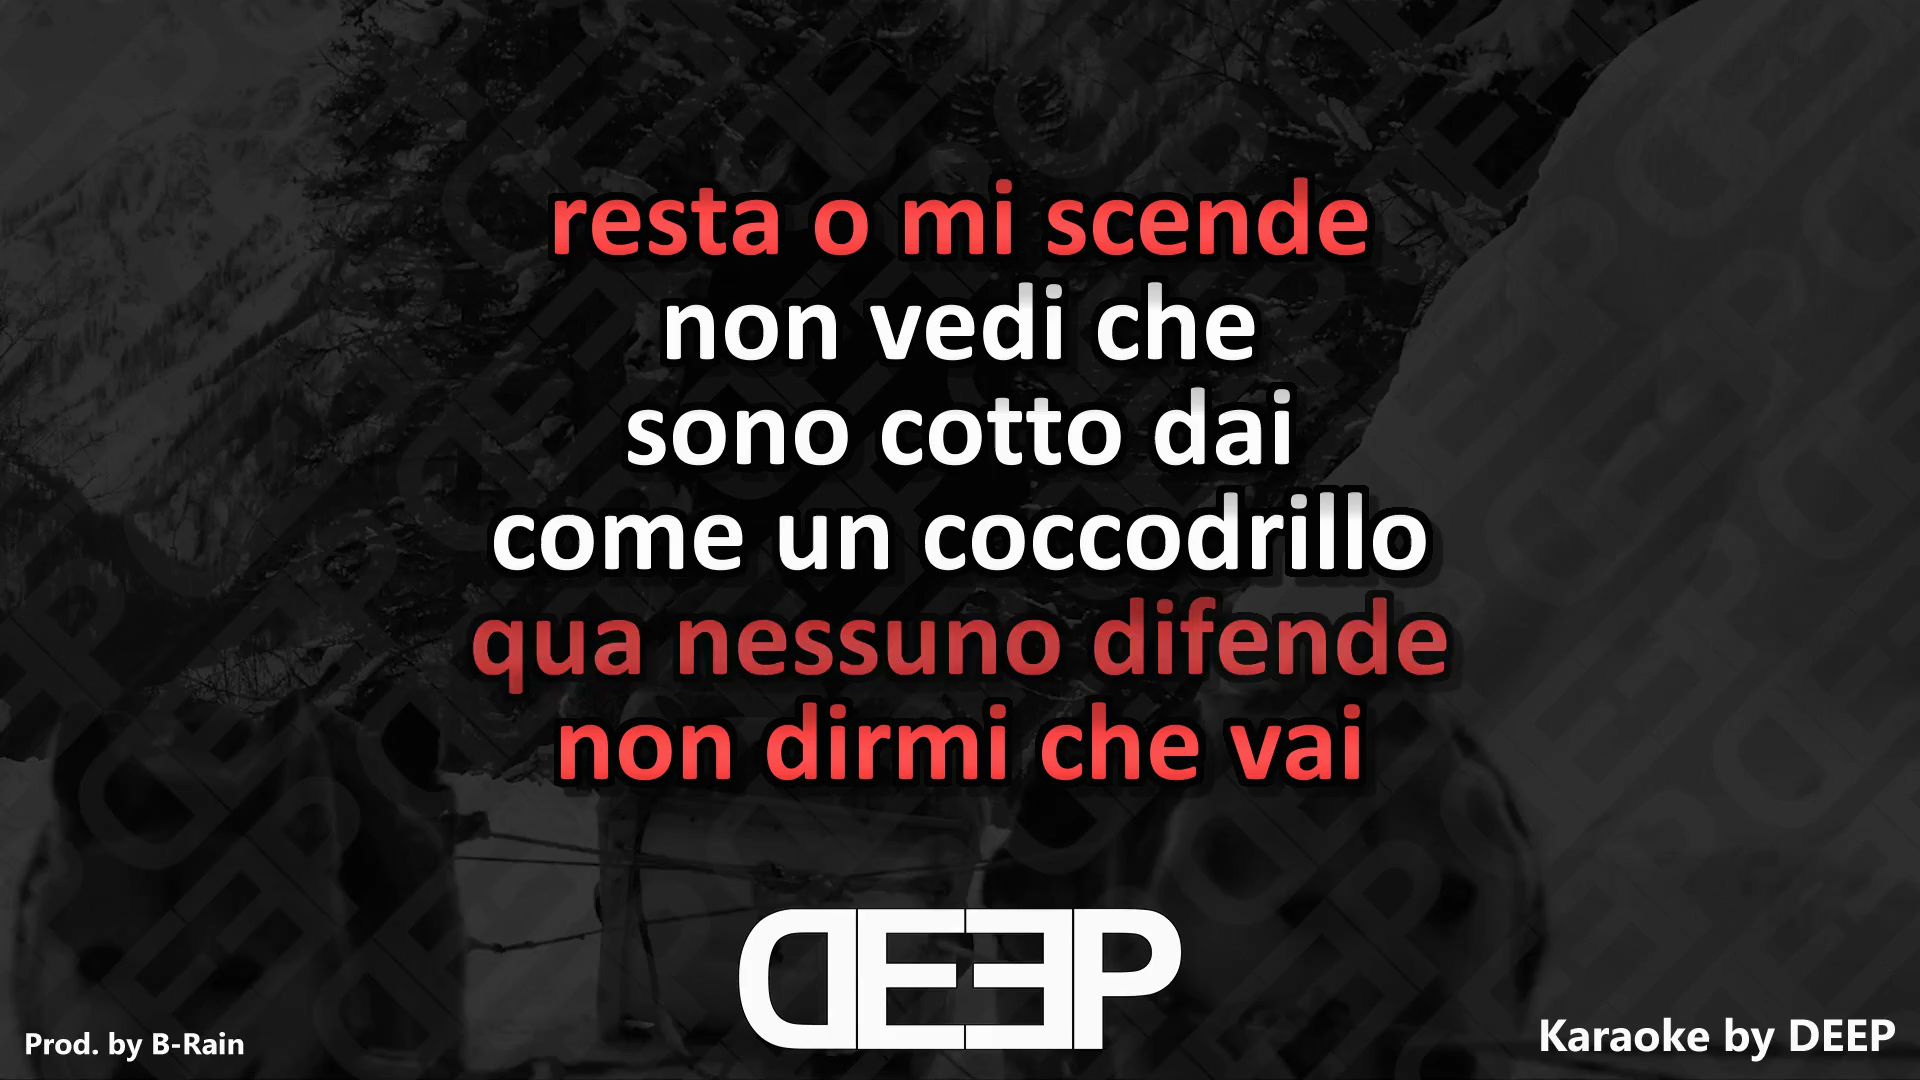 resta o mi scende
non vedi che
sono cotto dai
come un coccodrillo
qua nessuno difende
non dirmi che vai
DEEP
Prod. by B-Rain
Karaoke by DEEP